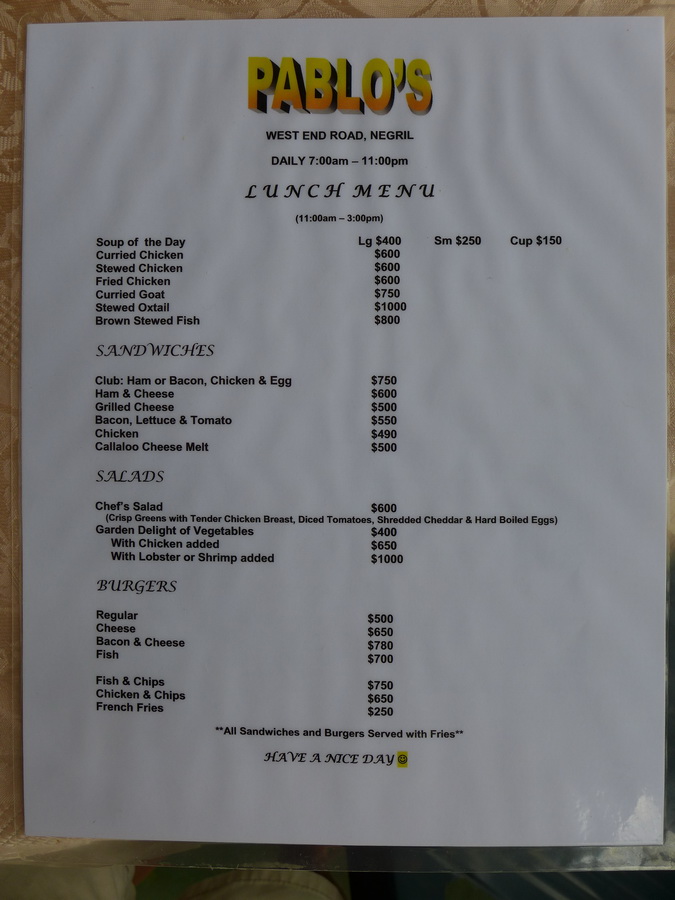 PABLO'S
WEST END ROAD, NEGRIL
DAILY 7:00am – 11:00pm
LUNCH MENU
(11:00am – 3:00pm)
Soup of the Day Lg $400 Sm $250 Cup $150
Curried Chicken $600
Stewed Chicken $600
Fried Chicken $600
Curried Goat $750
Stewed Oxtail $1000
Brown Stewed Fish $800
SANDWICHES
Club: Ham or Bacon, Chicken & Egg $750
Ham & Cheese $600
Grilled Cheese $500
Bacon, Lettuce & Tomato $550
Chicken $490
Callaloo Cheese Melt $500
SALADS
Chef's Salad $600
(Crisp Greens with Tender Chicken Breast, Diced Tomatoes, Shredded Cheddar & Hard Boiled Eggs)
Garden Delight of Vegetables $400
With Chicken added $650
With Lobster or Shrimp added $1000
BURGERS
Regular $500
Cheese $650
Bacon & Cheese $780
Fish $700
Fish & Chips $750
Chicken & Chips $650
French Fries $250
**All Sandwiches and Burgers Served with Fries**
HAVE A NICE DAY☺